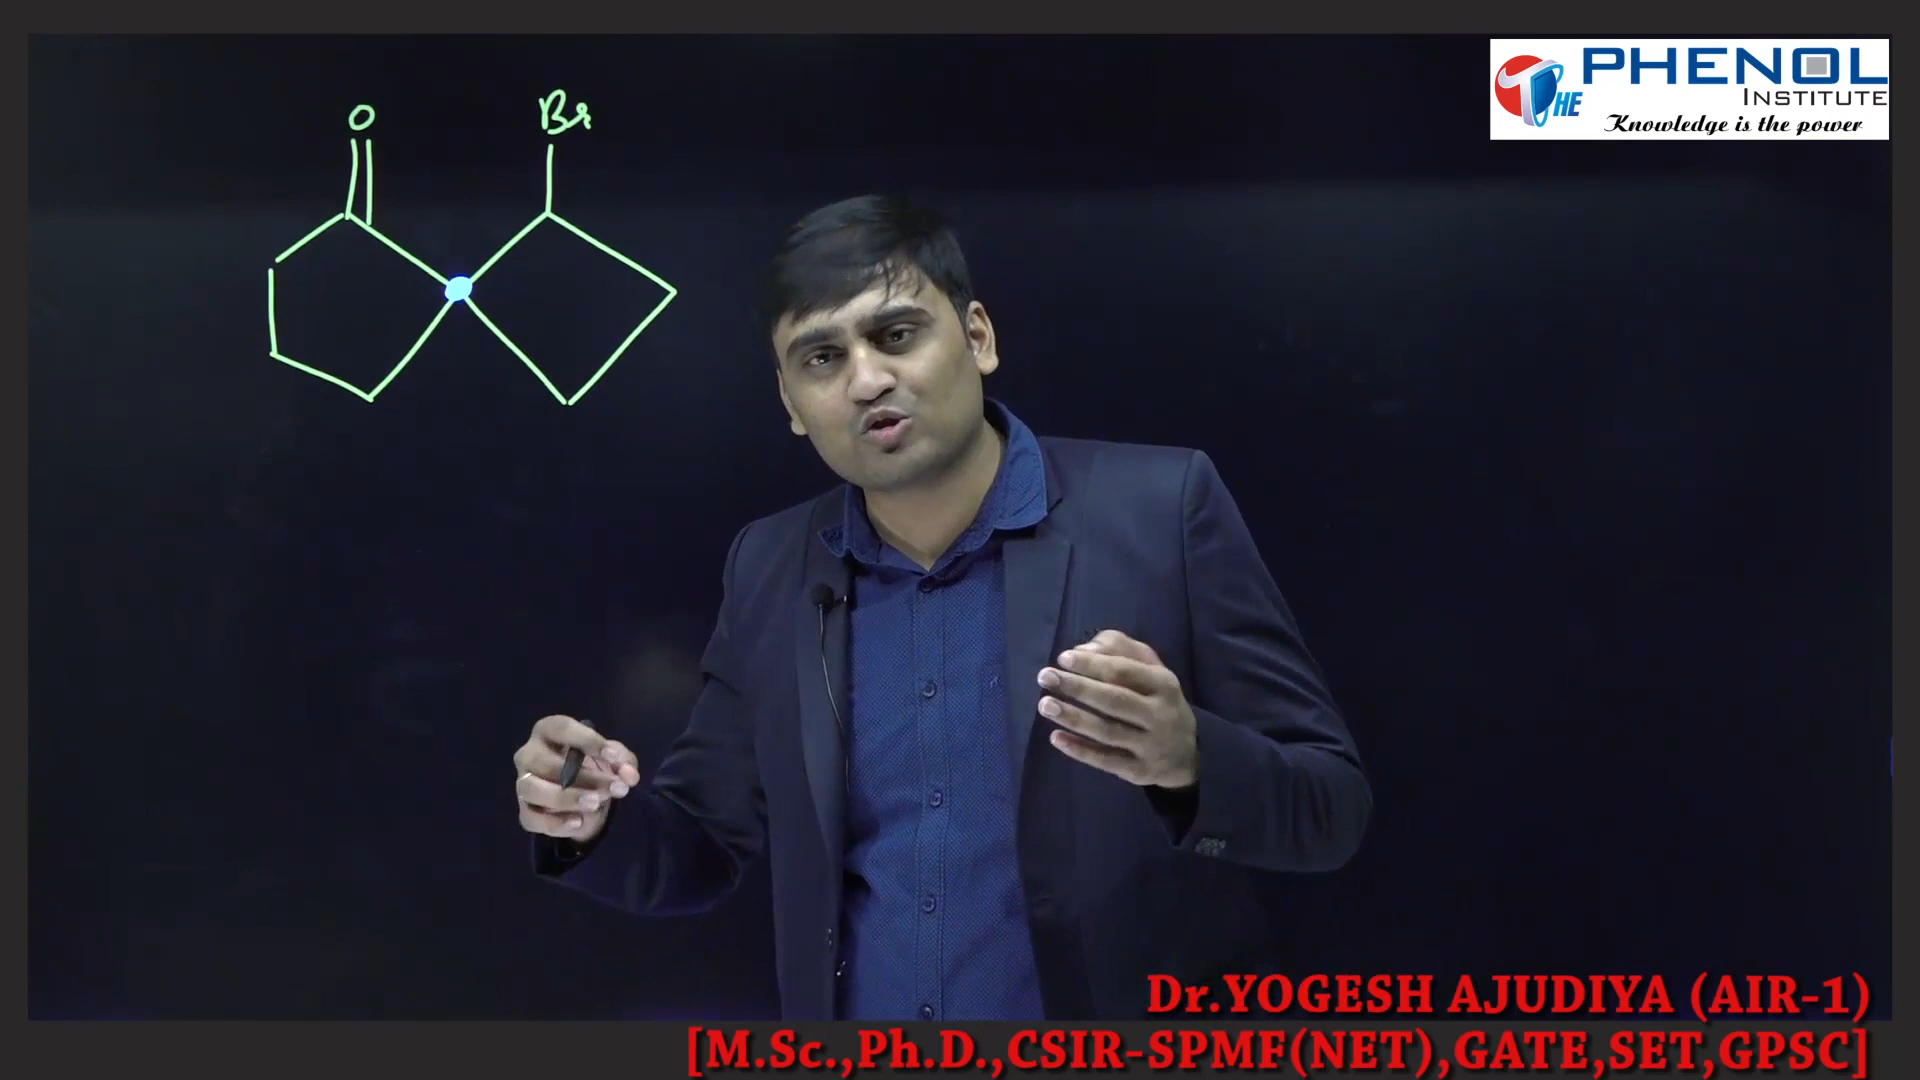 O
Br
THE PHENOL
INSTITUTE
Knowledge is the power
Dr.YOGESH AJUDIYA (AIR-1)
[M.Sc.,Ph.D.,CSIR-SPMF(NET),GATE,SET,GPSC]